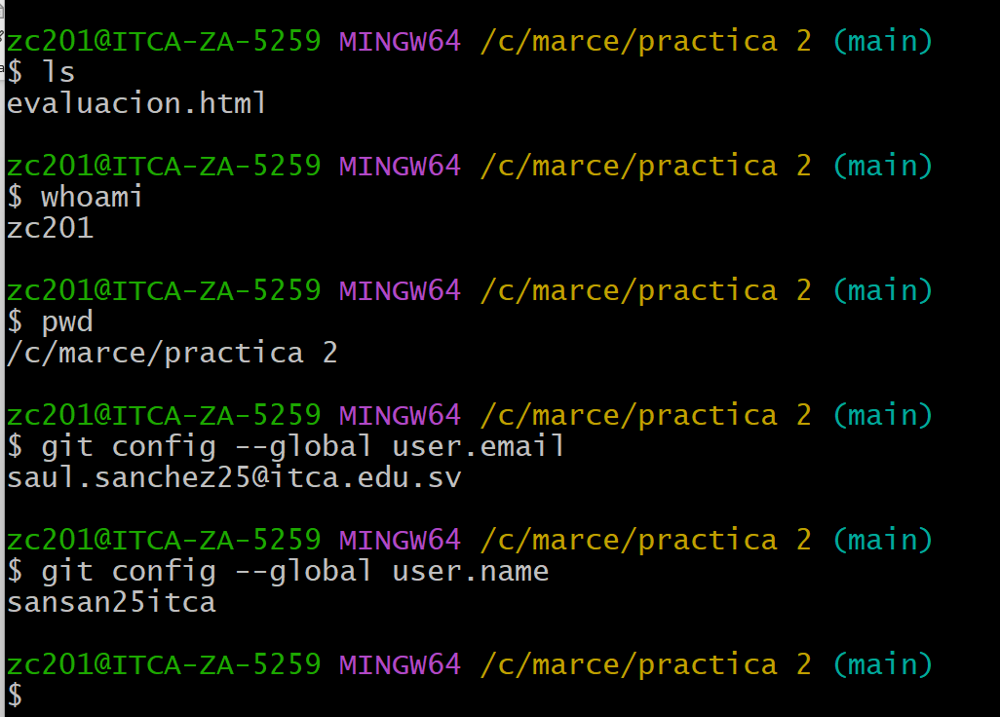 zc201@ITCA-ZA-5259 MINGW64 /c/marce/practica 2 (main)
$ ls
evaluacion.html
zc201@ITCA-ZA-5259 MINGW64 /c/marce/practica 2 (main)
$ whoami
zc201
zc201@ITCA-ZA-5259 MINGW64 /c/marce/practica 2 (main)
$ pwd
/c/marce/practica 2
zc201@ITCA-ZA-5259 MINGW64 /c/marce/practica 2 (main)
$ git config --global user.email
saul.sanchez25@itca.edu.sv
zc201@ITCA-ZA-5259 MINGW64 /c/marce/practica 2 (main)
$ git config --global user.name
sansan25itca
zc201@ITCA-ZA-5259 MINGW64 /c/marce/practica 2 (main)
$